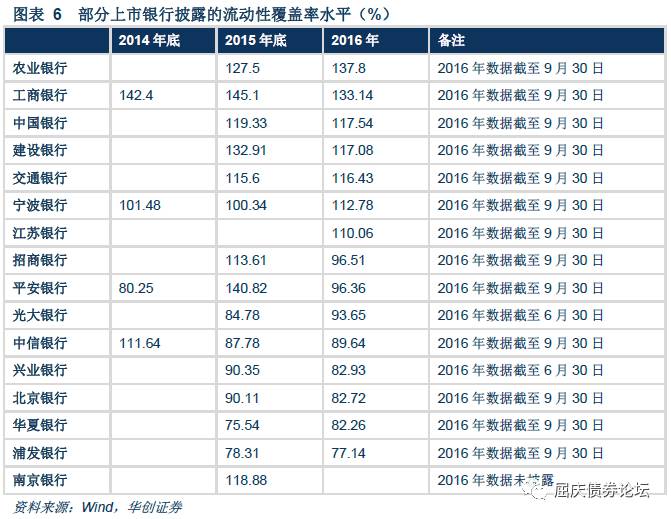 图表 6 部分上市银行披露的流动性覆盖率水平（%）
2014 年底 2015 年底 2016 年 备注
农业银行 127.5 137.8 2016 年数据截至 9 月 30 日
工商银行 142.4 145.1 133.14 2016 年数据截至 9 月 30 日
中国银行 119.33 117.54 2016 年数据截至 9 月 30 日
建设银行 132.91 117.08 2016 年数据截至 9 月 30 日
交通银行 115.6 116.43 2016 年数据截至 9 月 30 日
宁波银行 101.48 100.34 112.78 2016 年数据截至 9 月 30 日
江苏银行 110.06 2016 年数据截至 9 月 30 日
招商银行 113.61 96.51 2016 年数据截至 9 月 30 日
平安银行 80.25 140.82 96.36 2016 年数据截至 9 月 30 日
光大银行 84.78 93.65 2016 年数据截至 6 月 30 日
中信银行 111.64 87.78 89.64 2016 年数据截至 9 月 30 日
兴业银行 90.35 82.93 2016 年数据截至 6 月 30 日
北京银行 90.11 82.72 2016 年数据截至 9 月 30 日
华夏银行 75.54 82.26 2016 年数据截至 9 月 30 日
浦发银行 78.31 77.14 2016 年数据截至 9 月 30 日
南京银行 118.88 2016 年数据未披露
屈庆债券论坛
资料来源：Wind，华创证券